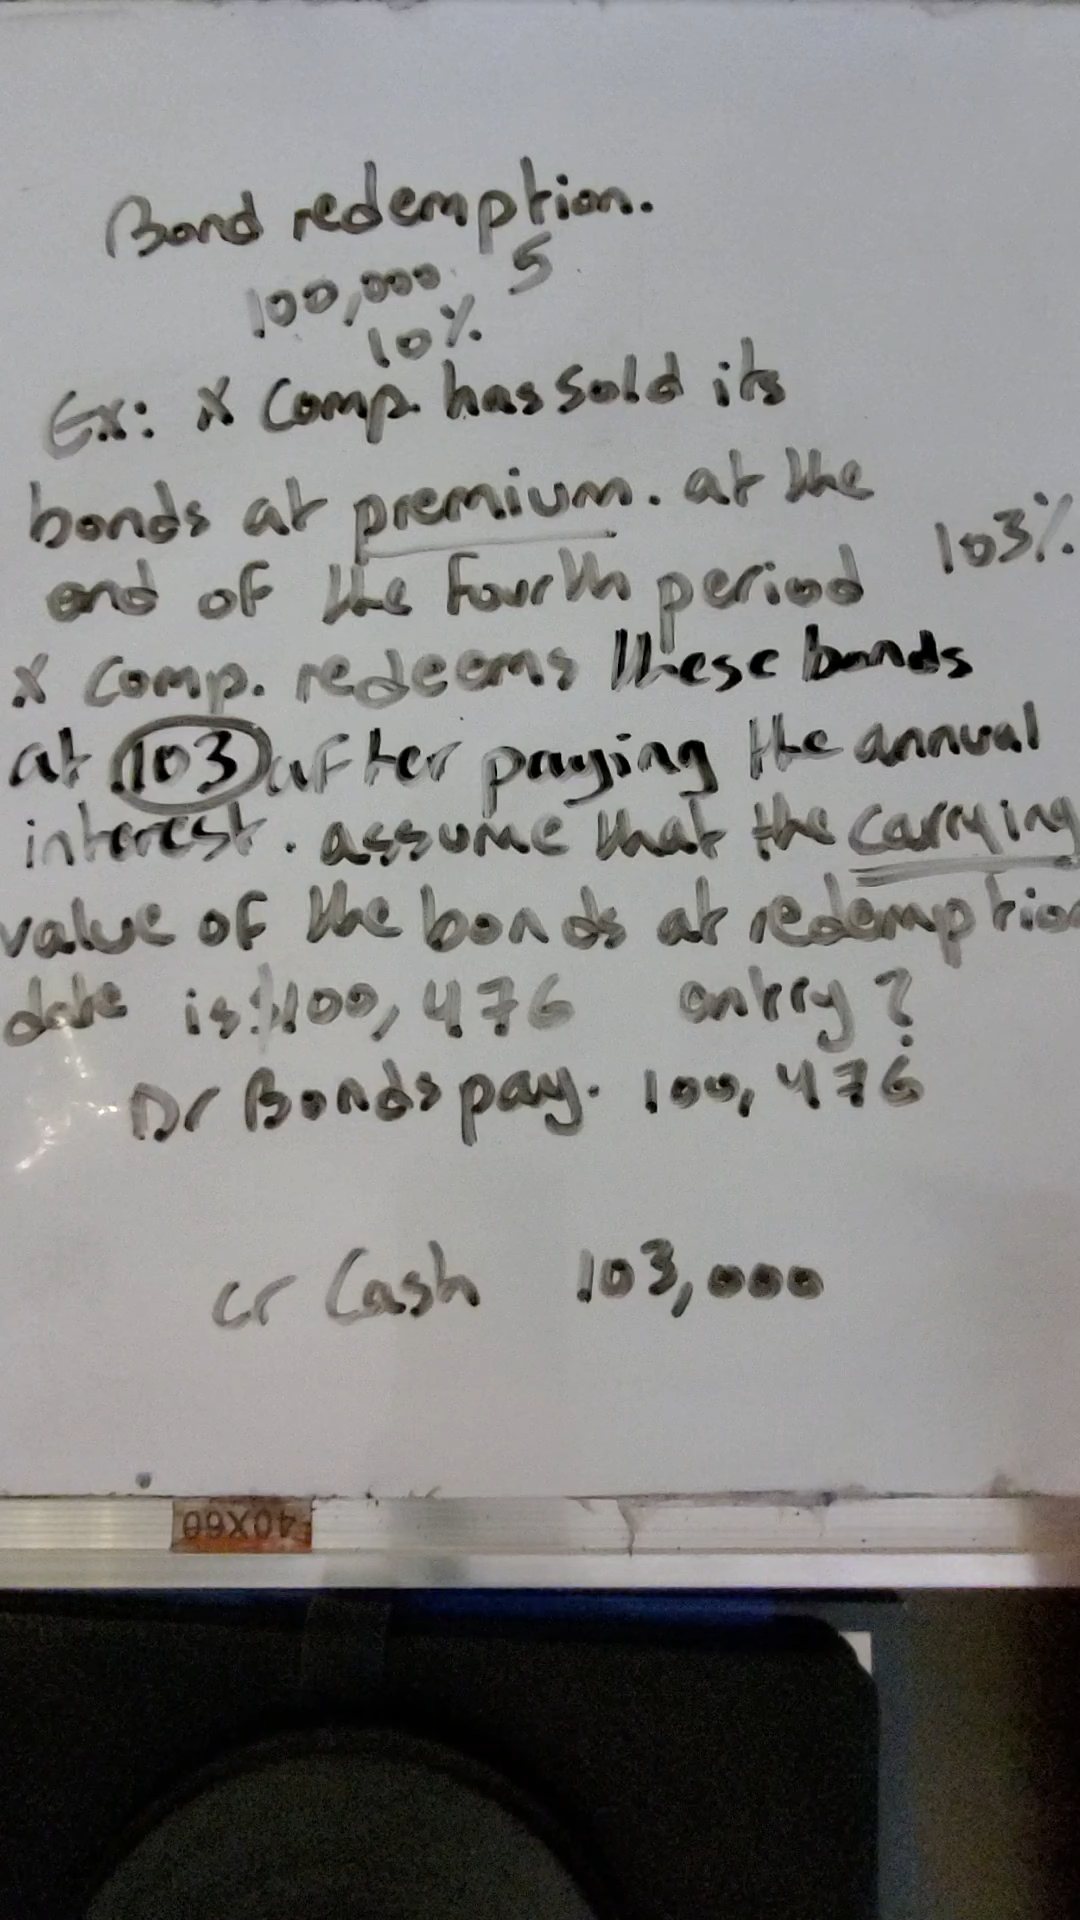 Bond redemption.
100,000, 5
10%
Ex: X Comp. has sold its
bonds at premium. at the
end of the fourth period 103%
X Comp. redeems these bonds
at 103 after paying the annual
interest. assume that the carrying
value of the bonds at redemption
date is $100,476 entry?
Dr Bonds pay. 100,476
cr Cash 103,000
40X60